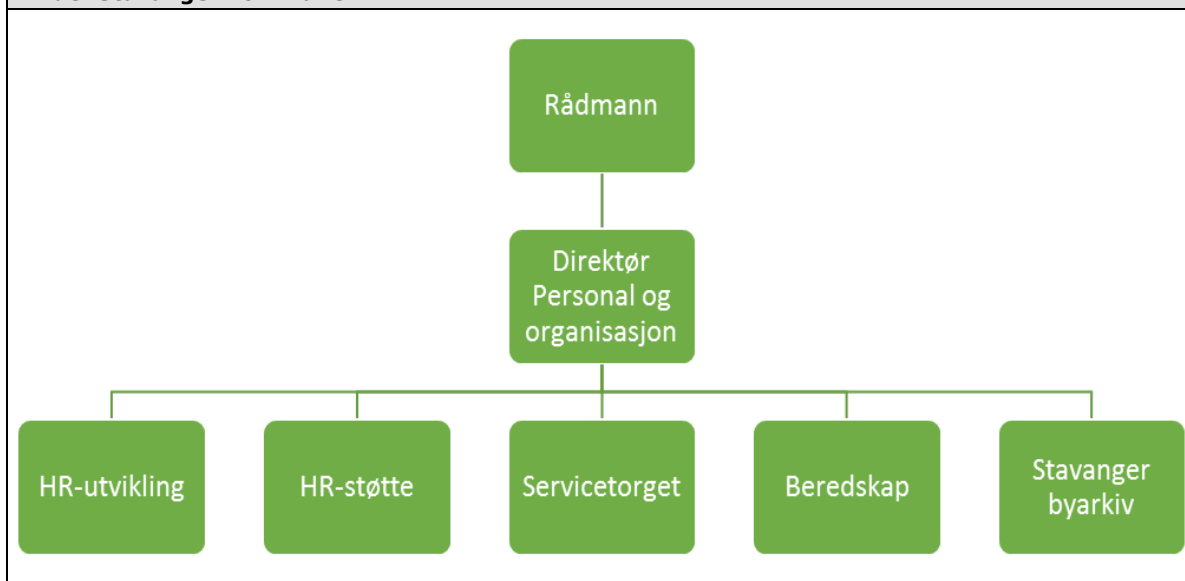 Rådmann
Direktør
Personal og
organisasjon
HR-utvikling
HR-støtte
Servicetorget
Beredskap
Stavanger
byarkiv